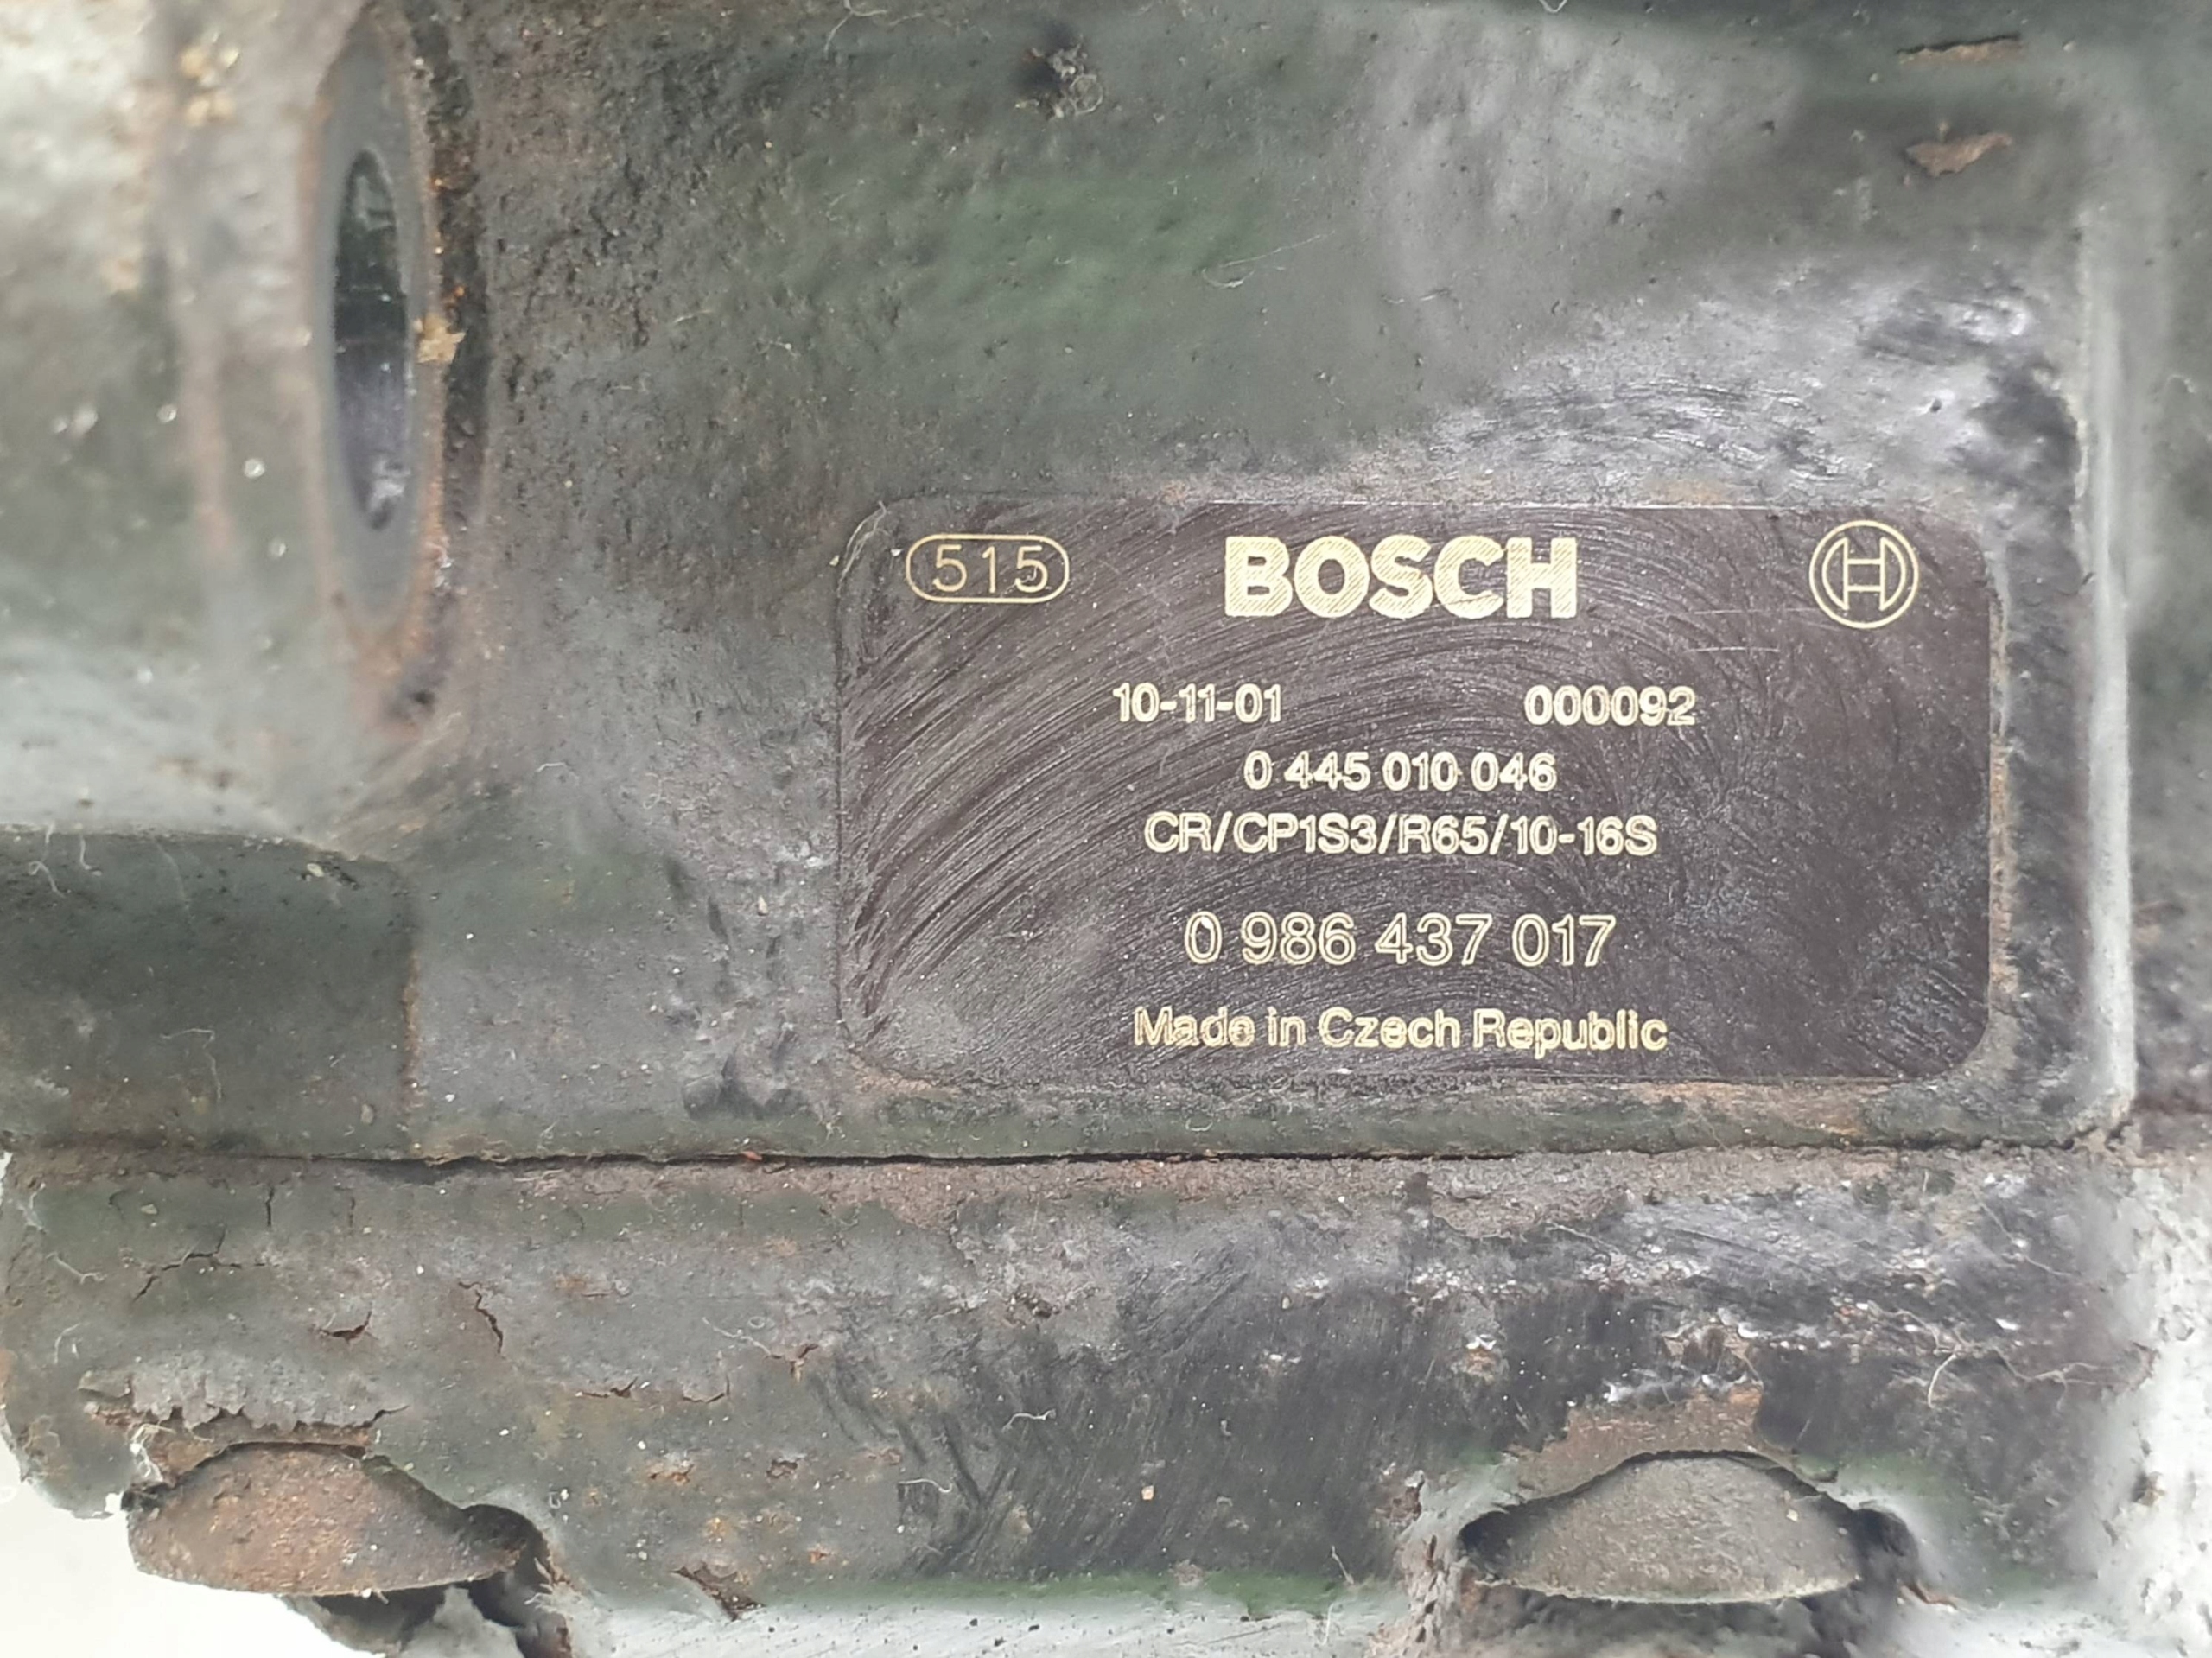 515 BOSCH
10-11-01 000092
0 445 010 046
CR/CP1S3/R65/10-16S
0 986 437 017
Made in Czech Republic